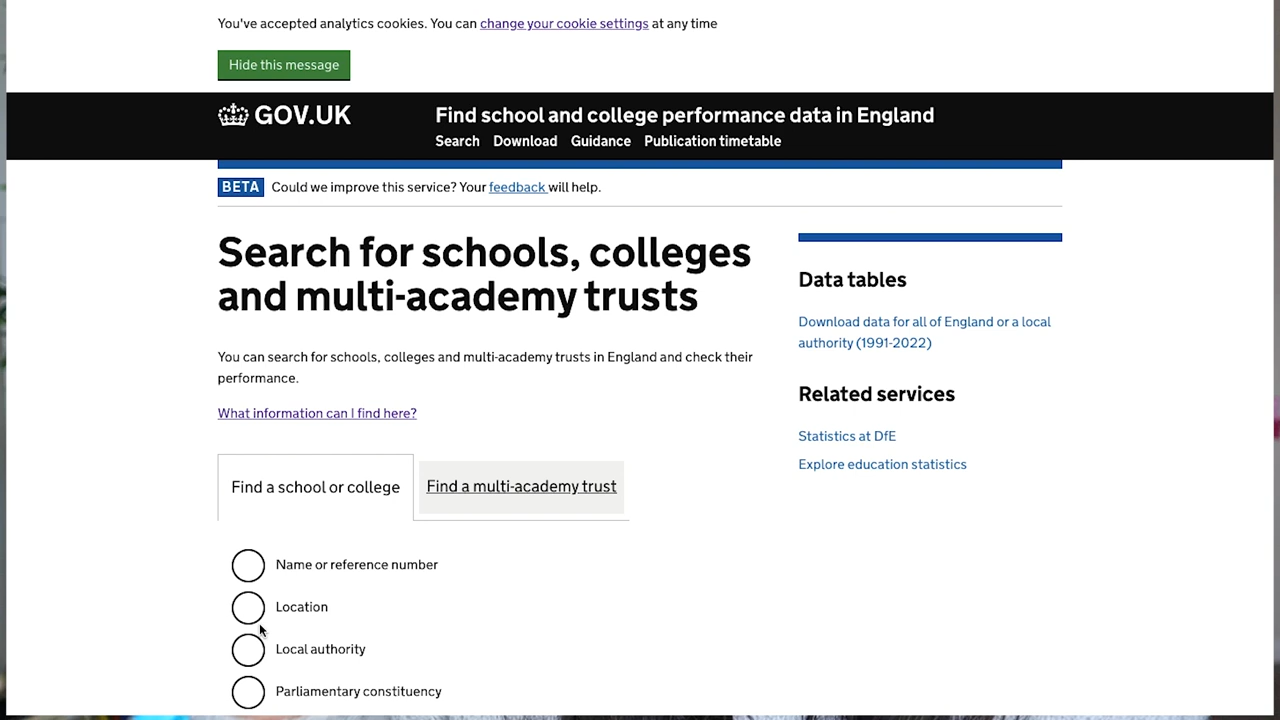 You've accepted analytics cookies. You can change your cookie settings at any time
Hide this message
GOV.UK
Find school and college performance data in England
Search Download Guidance Publication timetable
BETA Could we improve this service? Your feedback will help.
Search for schools, colleges
and multi-academy trusts
You can search for schools, colleges and multi-academy trusts in England and check their
performance.
What information can I find here?
Find a school or college
Find a multi-academy trust
Name or reference number
Location
Local authority
Parliamentary constituency
Data tables
Download data for all of England or a local
authority (1991-2022)
Related services
Statistics at DfE
Explore education statistics